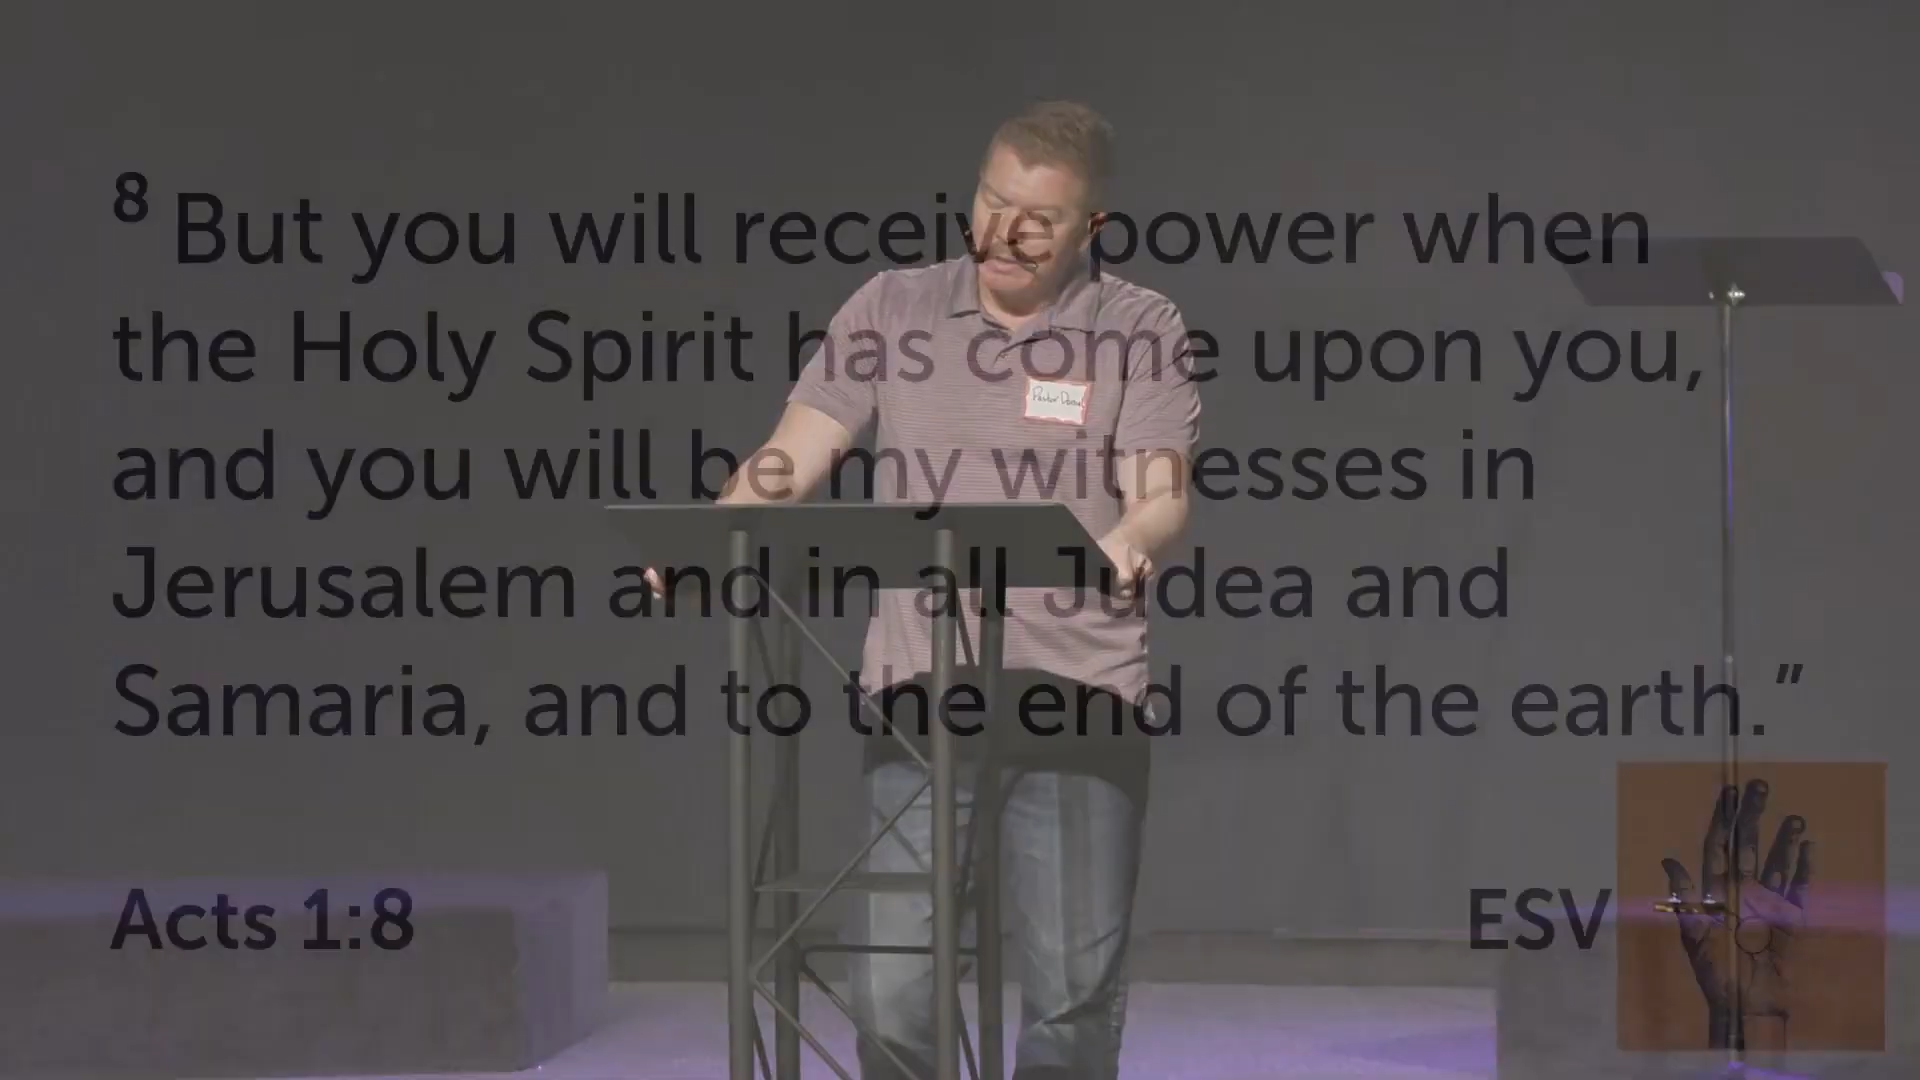 8 But you will receive power when
the Holy Spirit has come upon you,
and you will be my witnesses in
Jerusalem and in all Judea and
Samaria, and to the end of the earth.”
Acts 1:8
ESV
Pastor Daniel